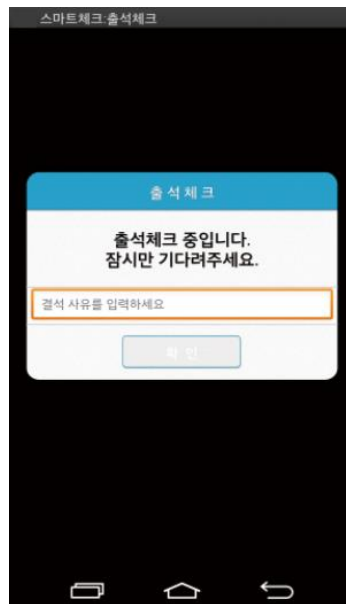 스마트체크:출석체크
출 석 체 크
출석체크 중입니다.
잠시만 기다려주세요.
결석 사유를 입력하세요
확 인